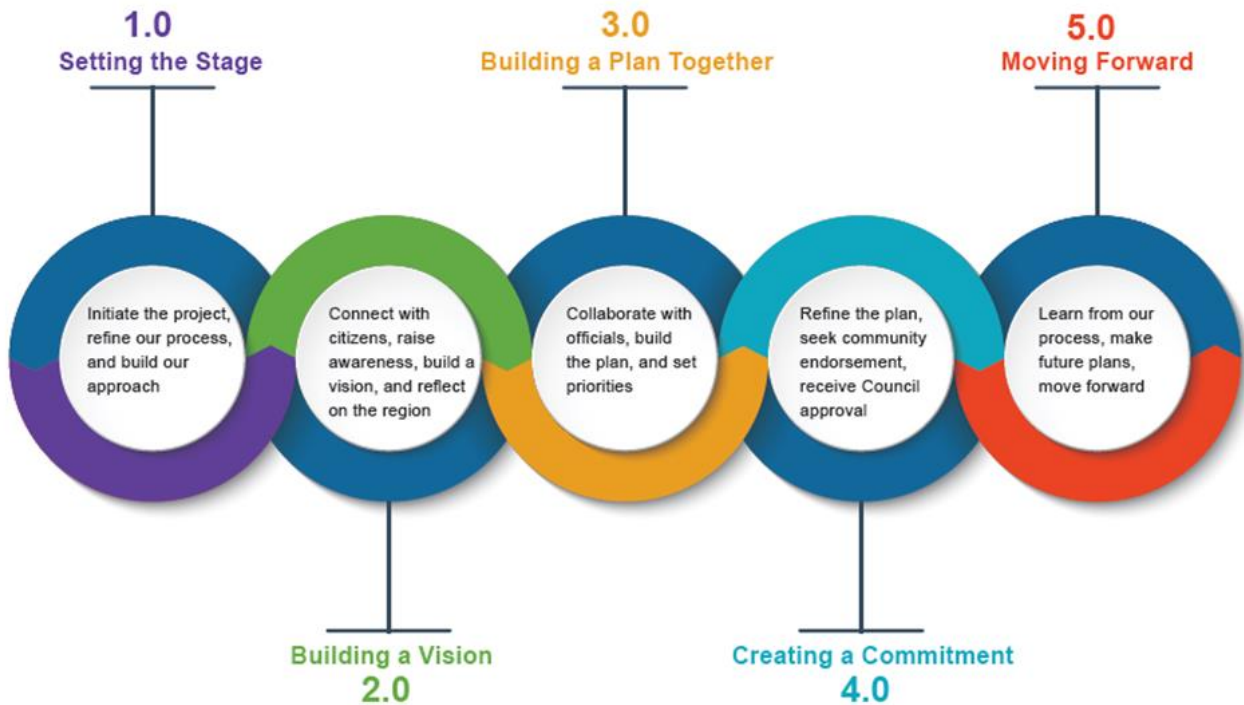 1.0
Setting the Stage
Initiate the project,
refine our process,
and build our
approach
Connect with
citizens, raise
awareness, build a
vision, and reflect
on the region
Building a Vision
2.0
3.0
Building a Plan Together
Collaborate with
officials, build
the plan, and set
priorities
Refine the plan,
seek community
endorsement,
receive Council
approval
Creating a Commitment
4.0
5.0
Moving Forward
Learn from our
process, make
future plans,
move forward